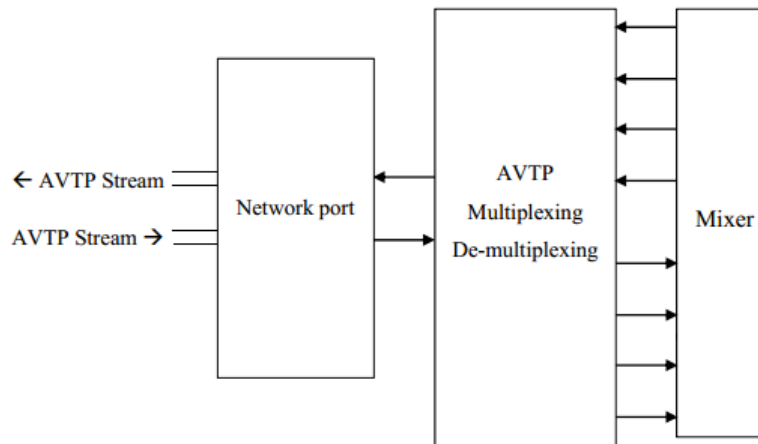 ← AVTP Stream
AVTP Stream →
Network port
AVTP
Multiplexing
De-multiplexing
Mixer